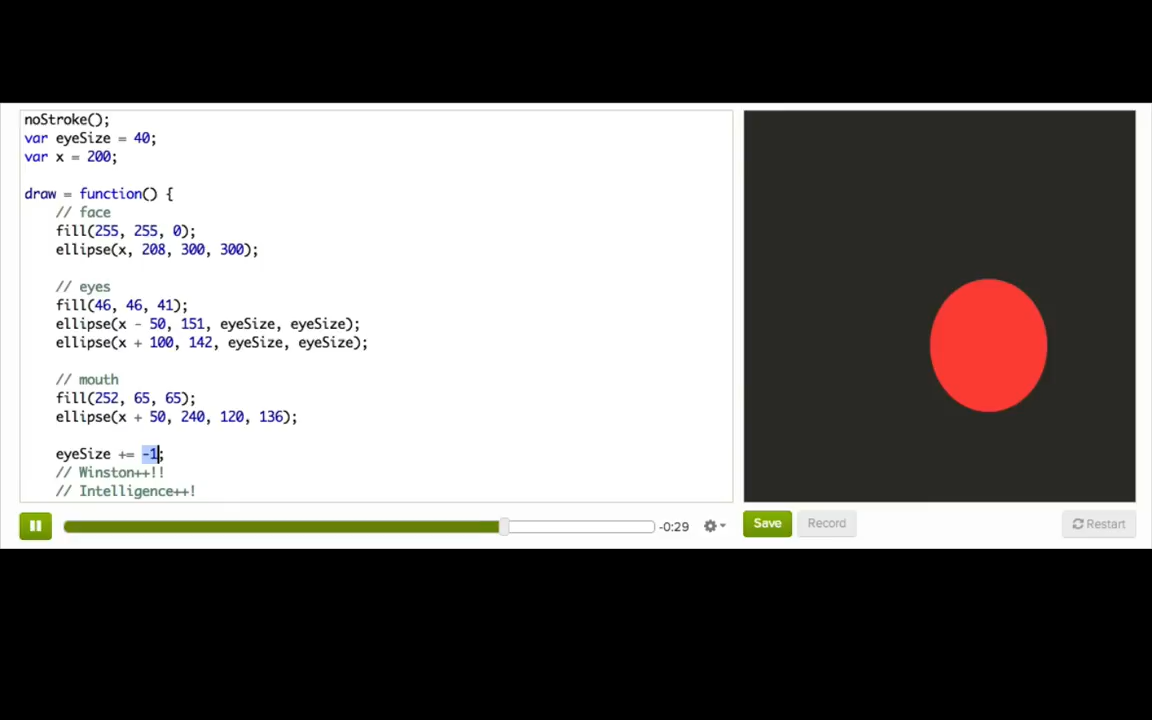 noStroke();
var eyeSize = 40;
var x = 200;
draw = function() {
// face
fill(255, 255, 0);
ellipse(x, 208, 300, 300);
// eyes
fill(46, 46, 41);
ellipse(x - 50, 151, eyeSize, eyeSize);
ellipse(x + 100, 142, eyeSize, eyeSize);
// mouth
fill(252, 65, 65);
ellipse(x + 50, 240, 120, 136);
eyeSize += -1;
// Winston++!!
// Intelligence++!
-0:29
Save
Record
Restart